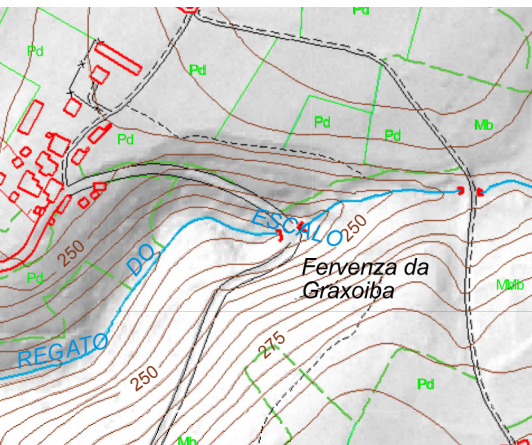 Pd
Pd
Pd
Pd
Pd
Mb
ESCALO
250
250
DO
Fervenza da
Graxoiba
Pd
REGATO
275
250
Pd
Mb